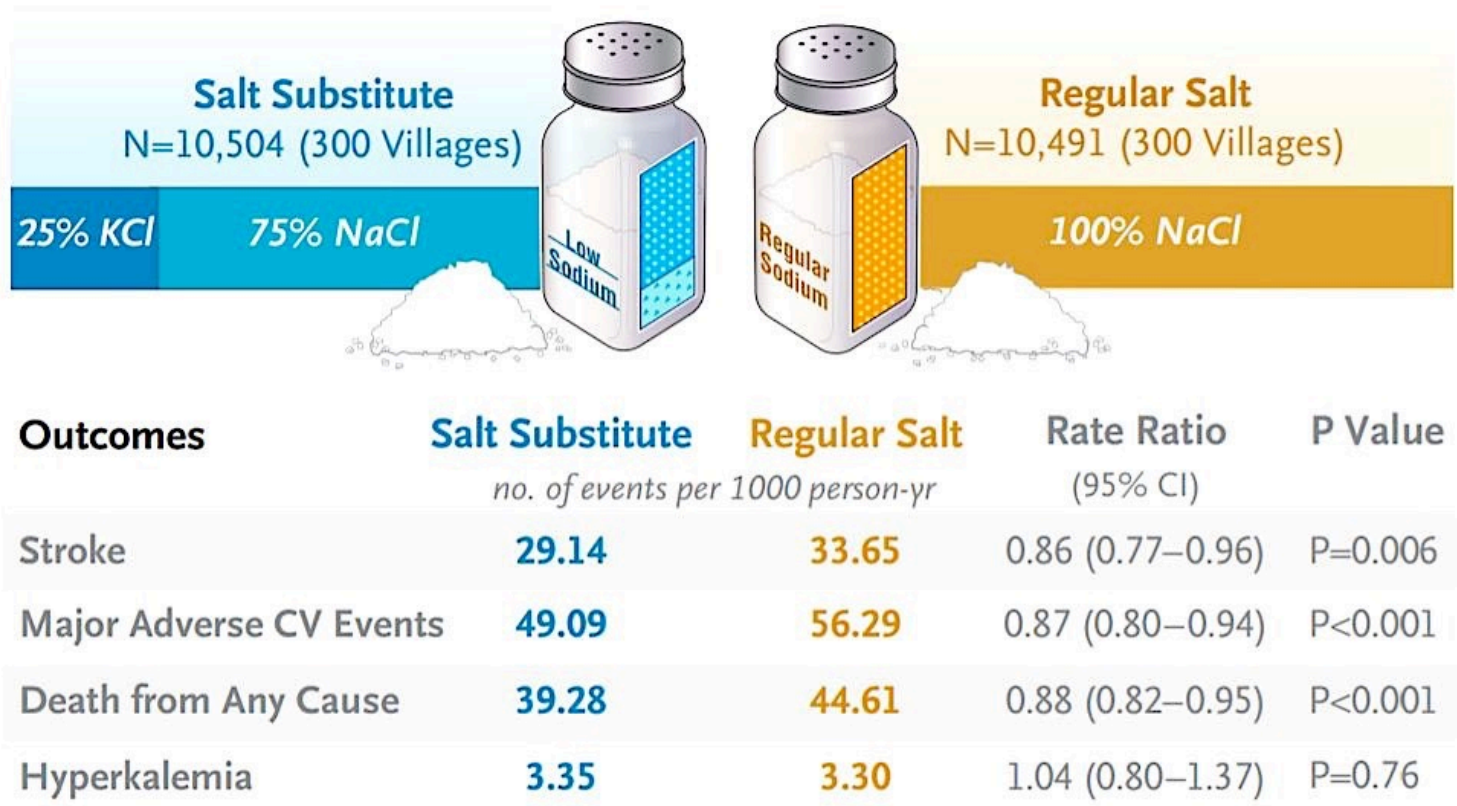 Salt Substitute
N=10,504 (300 Villages)
25% KCl
75% NaCl
Low
Sodium
Regular
Sodium
Regular Salt
N=10,491 (300 Villages)
100% NaCl
Outcomes Salt Substitute Regular Salt Rate Ratio P Value
no. of events per 1000 person-yr (95% CI)
Stroke 29.14 33.65 0.86 (0.77–0.96) P=0.006
Major Adverse CV Events 49.09 56.29 0.87 (0.80–0.94) P<0.001
Death from Any Cause 39.28 44.61 0.88 (0.82–0.95) P<0.001
Hyperkalemia 3.35 3.30 1.04 (0.80–1.37) P=0.76